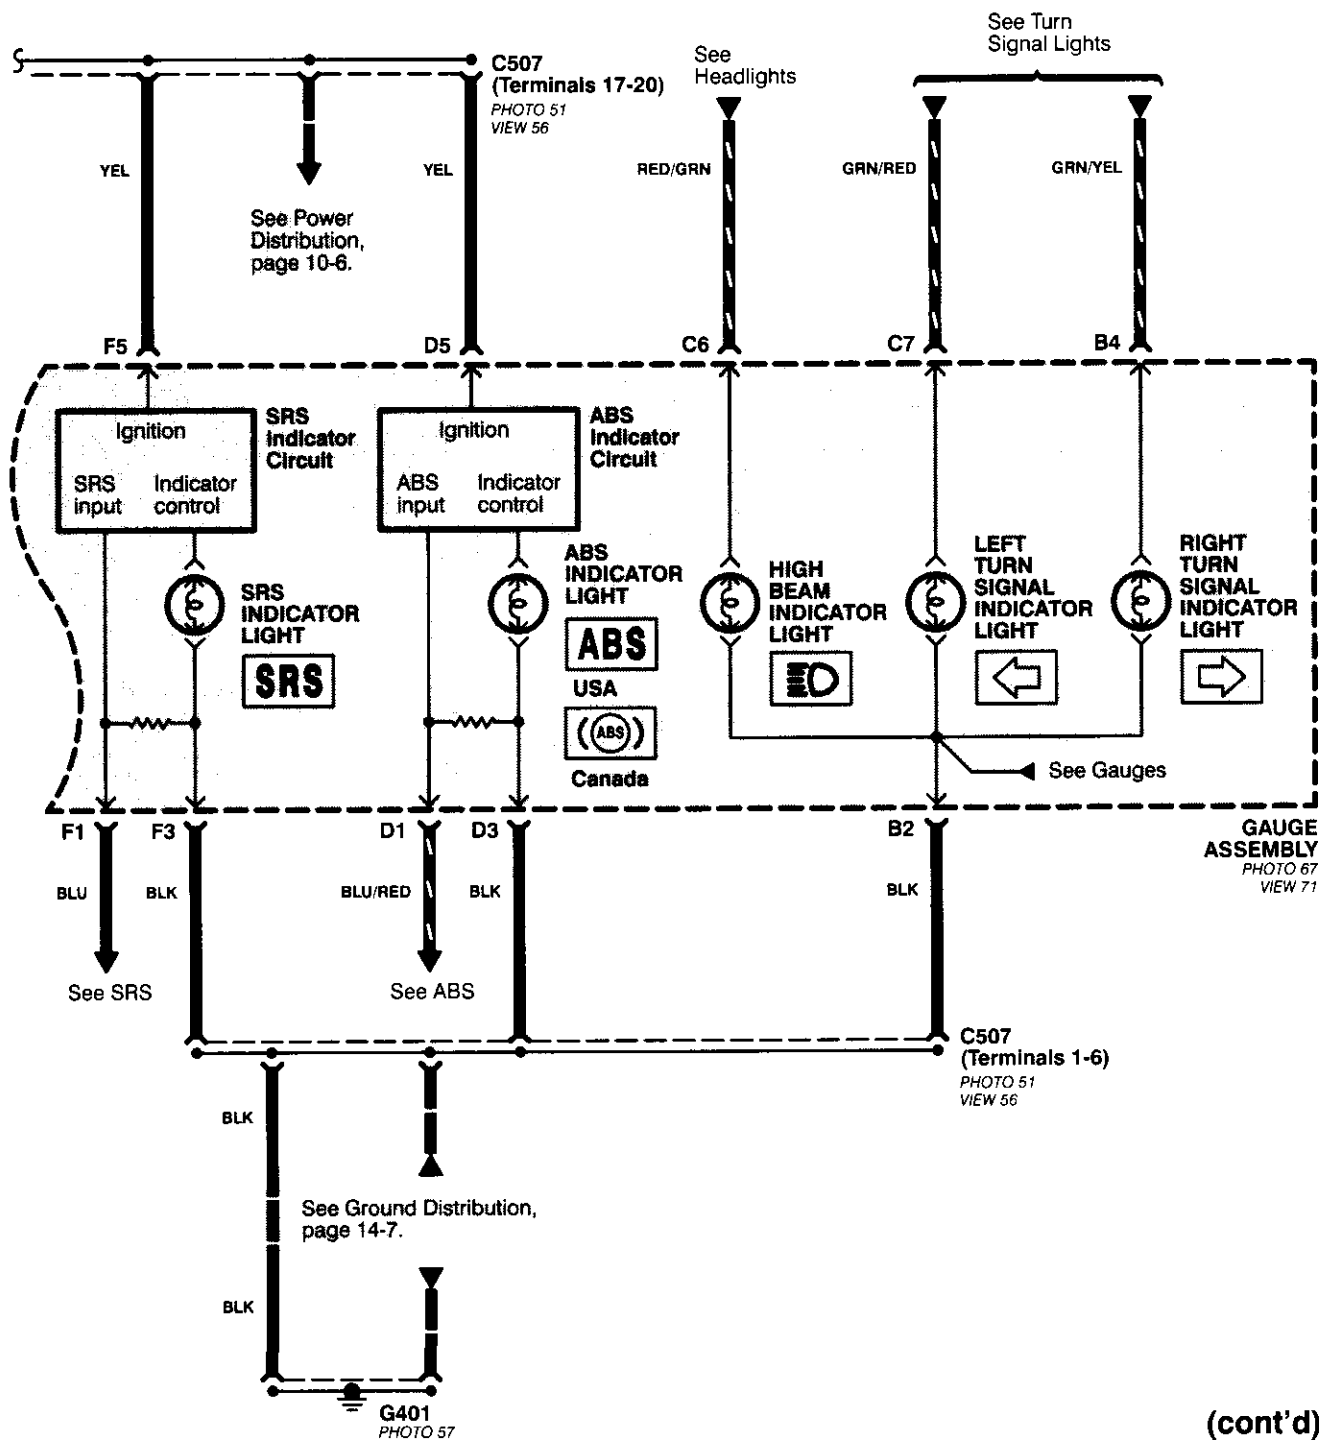 See Turn
Signal Lights
See
Headlights
C507
(Terminals 17-20)
PHOTO 51
VIEW 56
YEL
YEL
RED/GRN
GRN/RED
GRN/YEL
See Power
Distribution,
page 10-6.
F5
D5
C6
C7
B4
Ignition
SRS
input
Indicator
control
SRS
Indicator
Circuit
Ignition
ABS
input
Indicator
control
ABS
Indicator
Circuit
SRS
INDICATOR
LIGHT
SRS
ABS
INDICATOR
LIGHT
ABS
USA
ABS
Canada
HIGH
BEAM
INDICATOR
LIGHT
LEFT
TURN
SIGNAL
INDICATOR
LIGHT
RIGHT
TURN
SIGNAL
INDICATOR
LIGHT
See Gauges
F1
F3
D1
D3
B2
GAUGE
ASSEMBLY
PHOTO 67
VIEW 71
BLU
BLK
BLU/RED
BLK
BLK
See SRS
See ABS
C507
(Terminals 1-6)
PHOTO 51
VIEW 56
BLK
See Ground Distribution,
page 14-7.
BLK
G401
PHOTO 57
(cont'd)